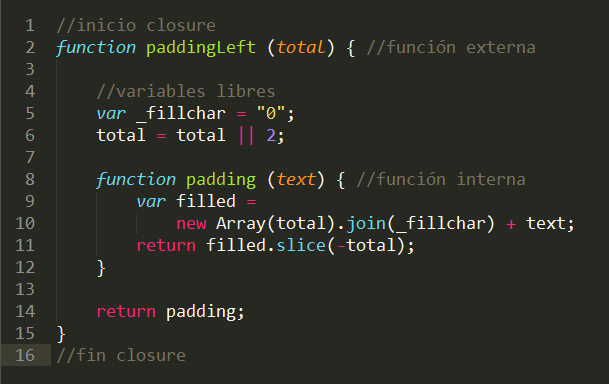 1 //inicio closure
2 function paddingLeft (total) { //función externa
3
4 //variables libres
5 var _fillchar = "0";
6 total = total || 2;
7
8 function padding (text) { //función interna
9 var filled =
10 new Array(total).join(_fillchar) + text;
11 return filled.slice(-total);
12 }
13
14 return padding;
15 }
16 //fin closure